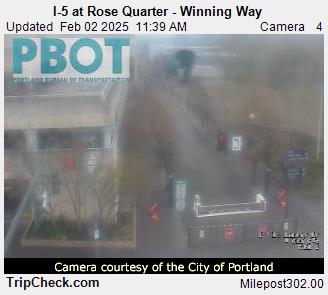 I-5 at Rose Quarter - Winning Way
Updated Feb 02 2025 11:39 AM Camera 4
PBOT
PORTLAND BUREAU OF TRANSPORTATION
Camera courtesy of the City of Portland
TripCheck.com Milepost302.00